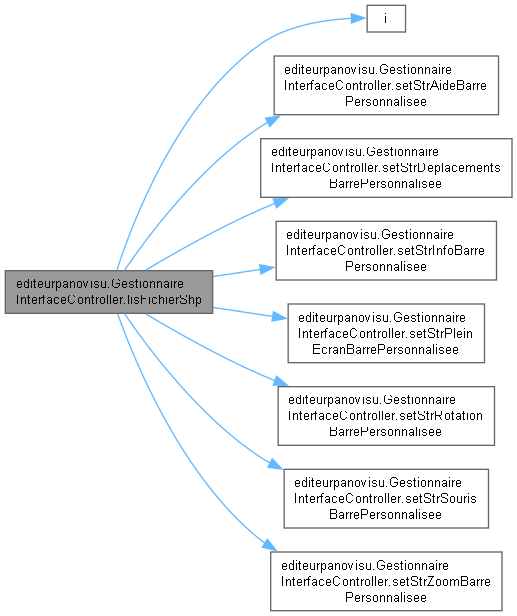 i
editeurpanovisu.Gestionnaire
InterfaceController.setStrAideBarre
Personnalisee
editeurpanovisu.Gestionnaire
InterfaceController.setStrDeplacements
BarrePersonnalisee
editeurpanovisu.Gestionnaire
InterfaceController.setStrInfoBarre
Personnalisee
editeurpanovisu.Gestionnaire
InterfaceController.lisFichierShp
editeurpanovisu.Gestionnaire
InterfaceController.setStrPlein
EcranBarrePersonnalisee
editeurpanovisu.Gestionnaire
InterfaceController.setStrRotation
BarrePersonnalisee
editeurpanovisu.Gestionnaire
InterfaceController.setStrSouris
BarrePersonnalisee
editeurpanovisu.Gestionnaire
InterfaceController.setStrZoomBarre
Personnalisee